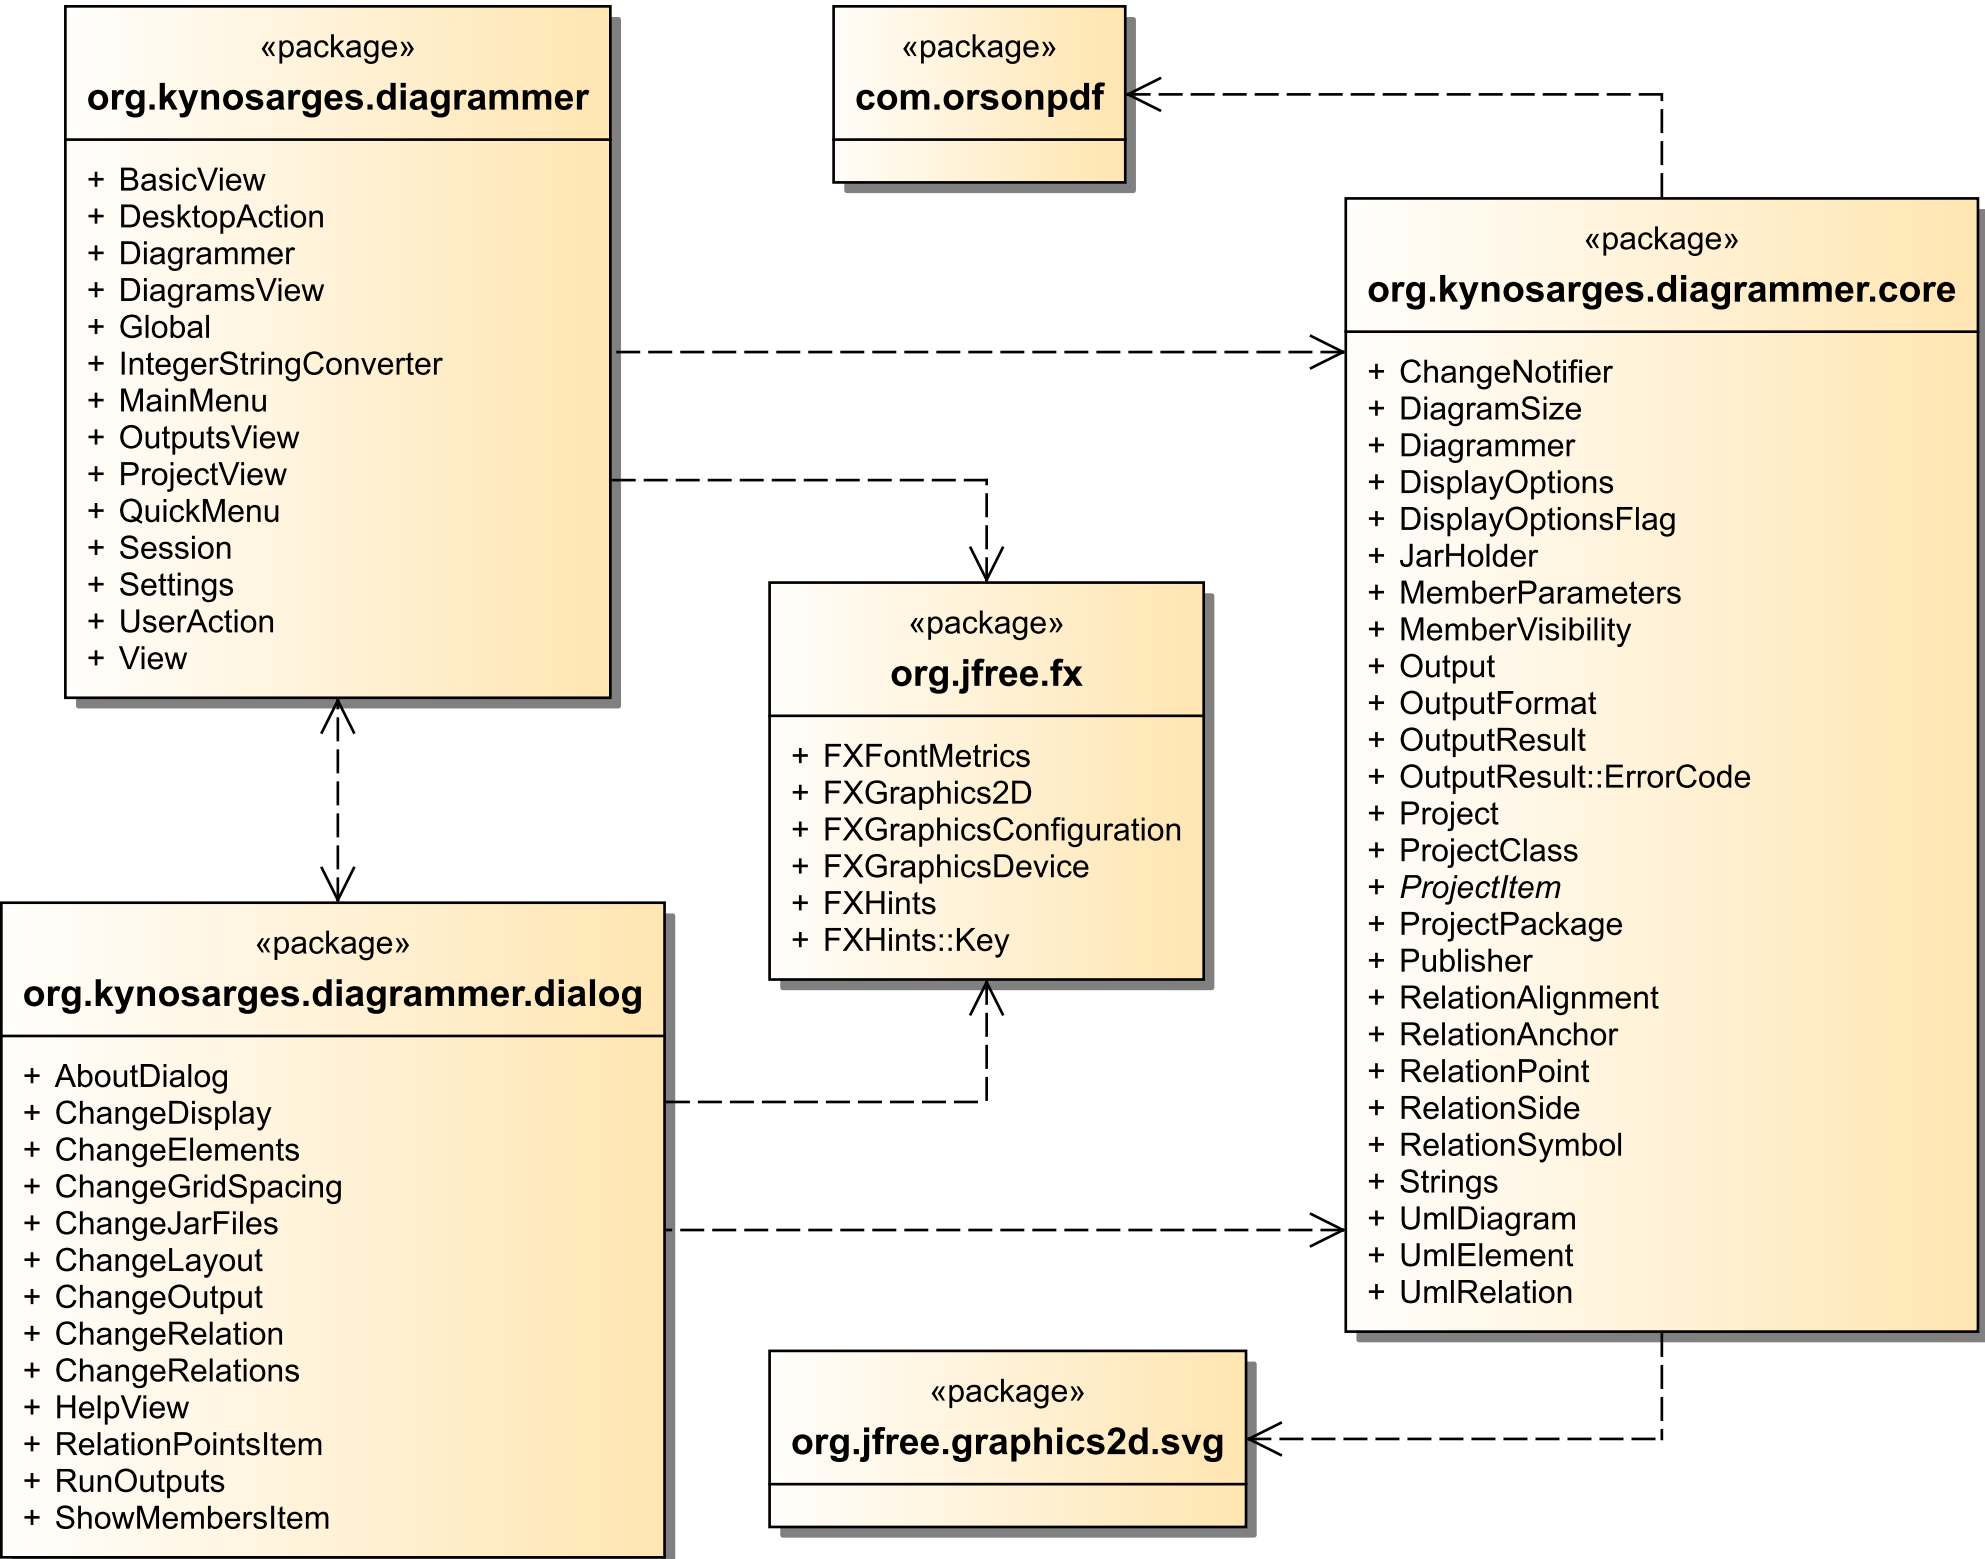 «package»
org.kynosarges.diagrammer
+ BasicView
+ DesktopAction
+ Diagrammer
+ DiagramsView
+ Global
+ IntegerStringConverter
+ MainMenu
+ OutputsView
+ ProjectView
+ QuickMenu
+ Session
+ Settings
+ UserAction
+ View
«package»
com.orsonpdf
«package»
org.kynosarges.diagrammer.core
+ ChangeNotifier
+ DiagramSize
+ Diagrammer
+ DisplayOptions
+ DisplayOptionsFlag
+ JarHolder
+ MemberParameters
+ MemberVisibility
+ Output
+ OutputFormat
+ OutputResult
+ OutputResult::ErrorCode
+ Project
+ ProjectClass
+ ProjectItem
+ ProjectPackage
+ Publisher
+ RelationAlignment
+ RelationAnchor
+ RelationPoint
+ RelationSide
+ RelationSymbol
+ Strings
+ UmlDiagram
+ UmlElement
+ UmlRelation
«package»
org.jfree.fx
+ FXFontMetrics
+ FXGraphics2D
+ FXGraphicsConfiguration
+ FXGraphicsDevice
+ FXHints
+ FXHints::Key
«package»
org.kynosarges.diagrammer.dialog
+ AboutDialog
+ ChangeDisplay
+ ChangeElements
+ ChangeGridSpacing
+ ChangeJarFiles
+ ChangeLayout
+ ChangeOutput
+ ChangeRelation
+ ChangeRelations
+ HelpView
+ RelationPointsItem
+ RunOutputs
+ ShowMembersItem
«package»
org.jfree.graphics2d.svg